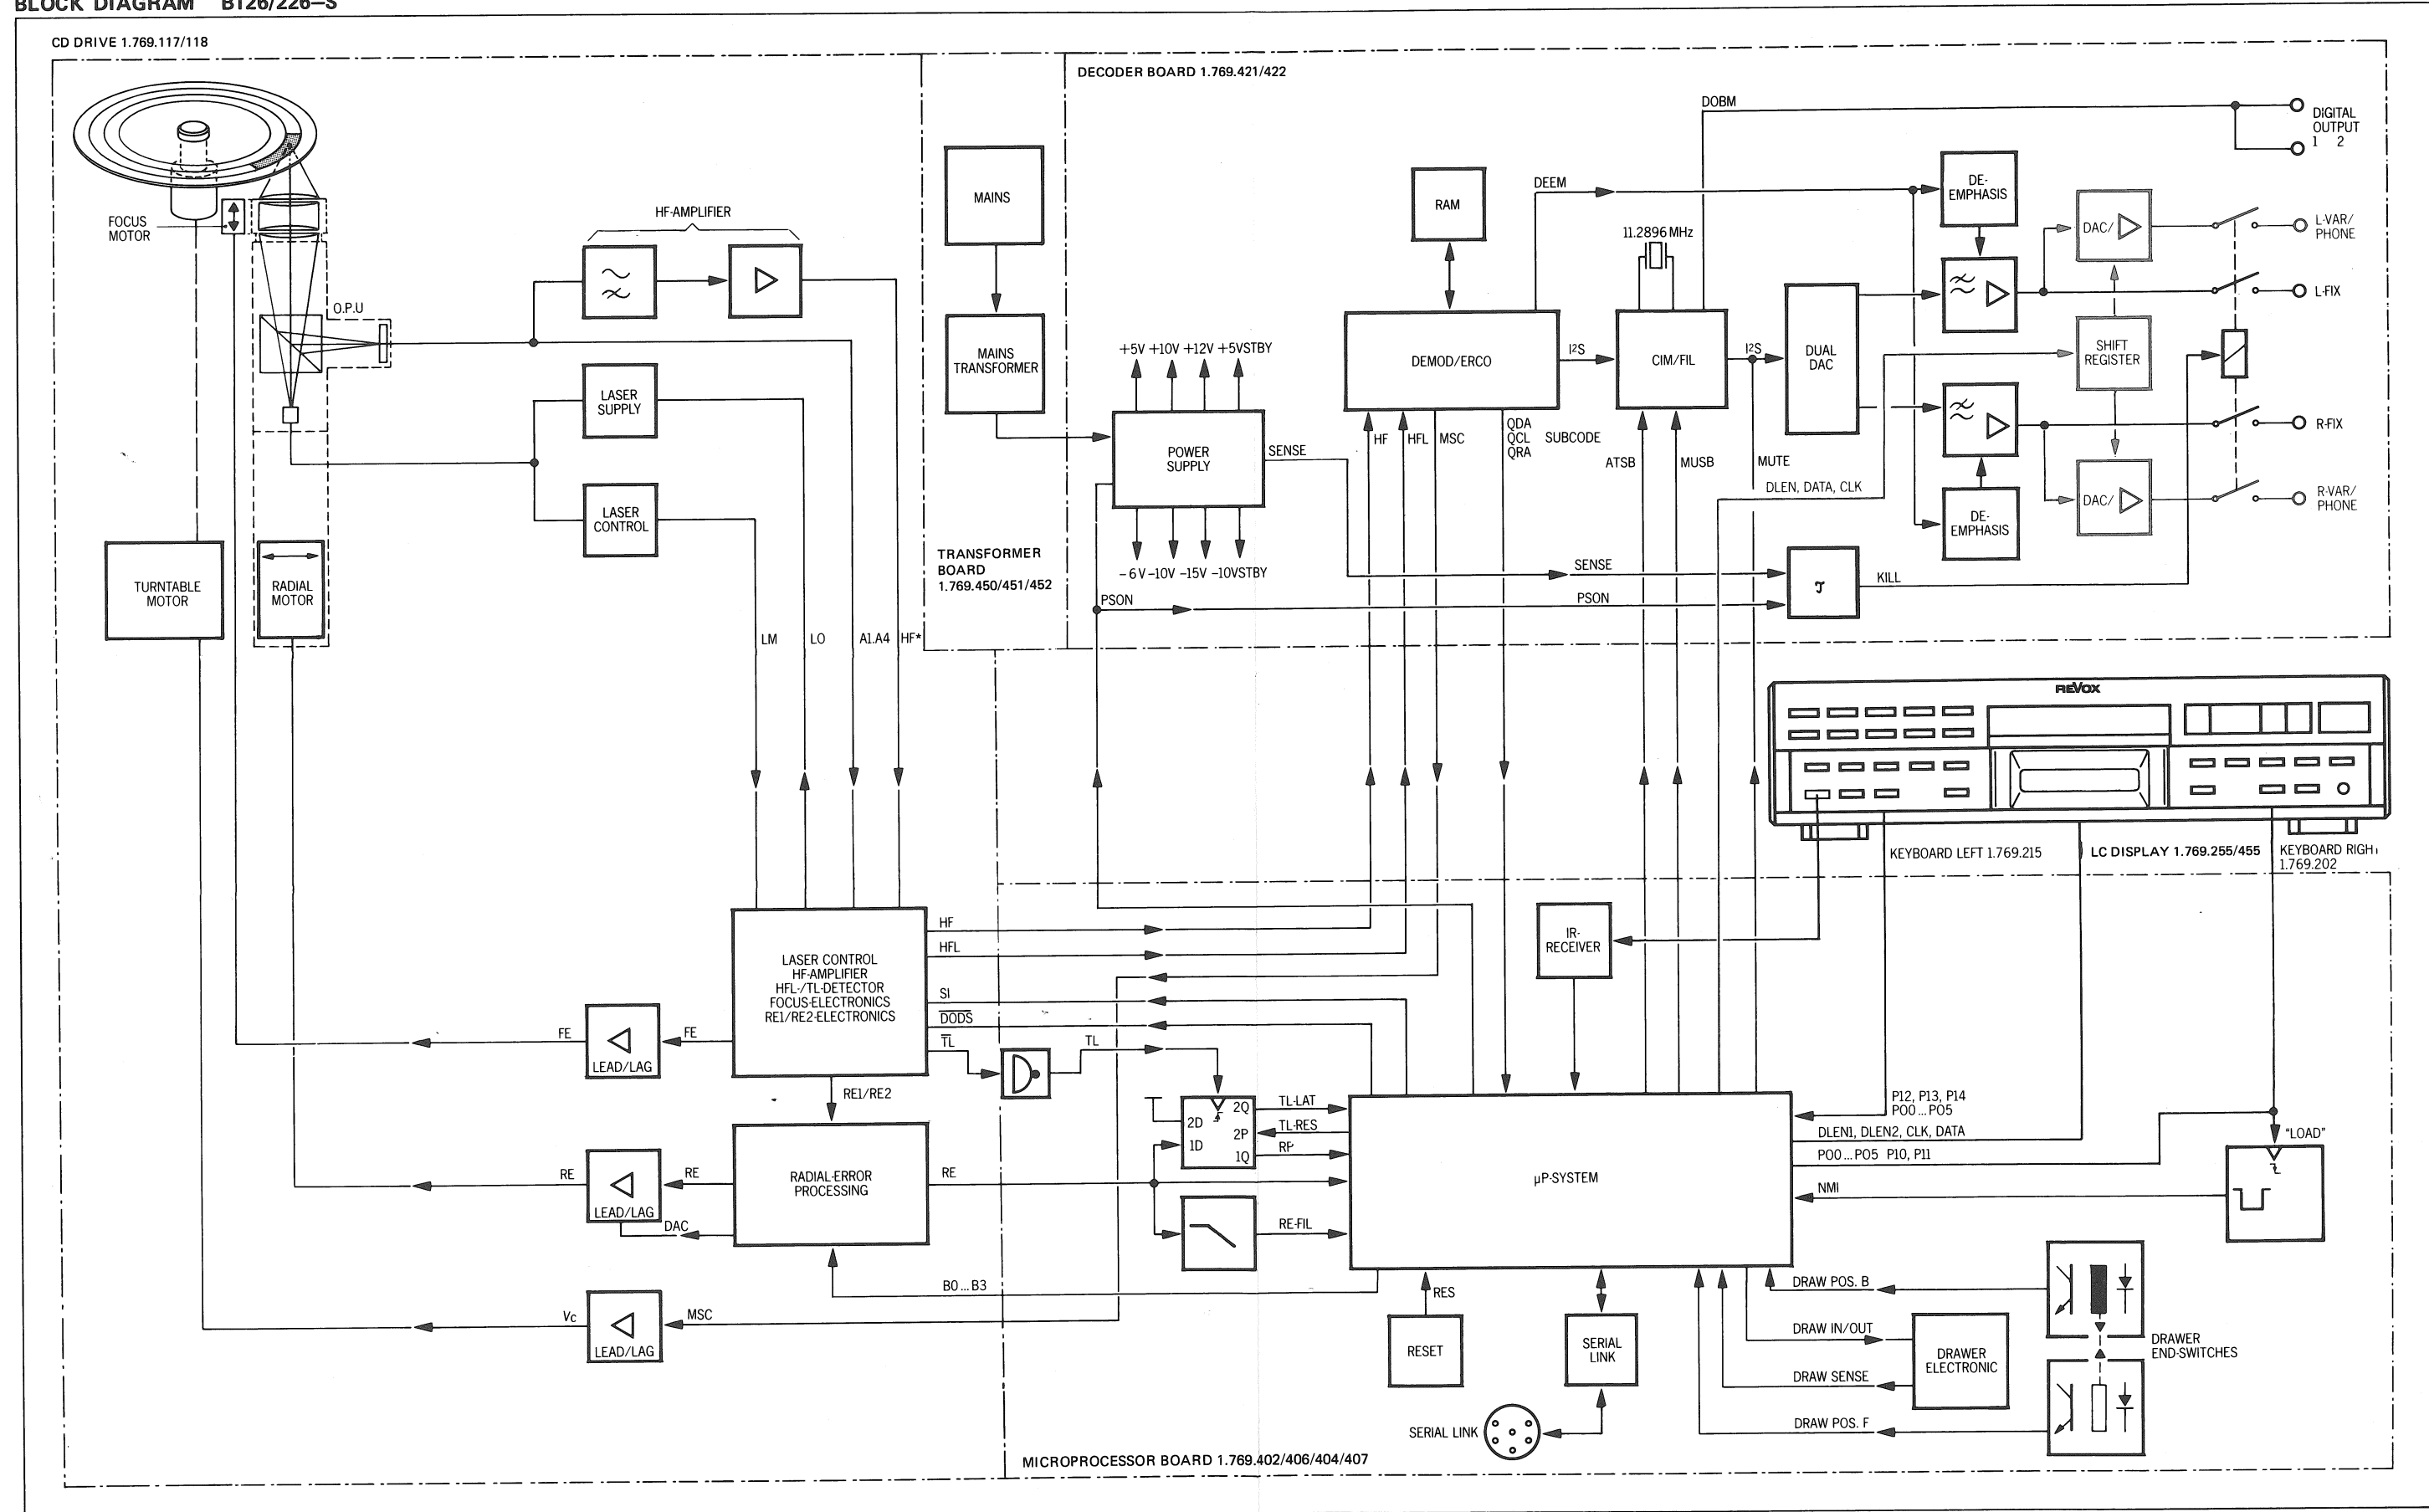 BLOCK DIAGRAM B126/226–S
CD DRIVE 1.769.117/118
FOCUS
MOTOR
O.P.U
HF-AMPLIFIER
LASER
SUPPLY
LASER
CONTROL
TURNTABLE
MOTOR
RADIAL
MOTOR
LM
LO
A1.A4
HF*
MAINS
MAINS
TRANSFORMER
TRANSFORMER
BOARD
1.769.450/451/452
DECODER BOARD 1.769.421/422
+5V +10V +12V +5VSTBY
POWER
SUPPLY
–6V –10V –15V –10VSTBY
SENSE
PSON
RAM
DEMOD/ERCO
HF
HFL
MSC
QDA
QCL
QRA
SUBCODE
DEEM
I²S
11.2896 MHz
CIM/FIL
DOBM
I²S
ATSB
MUSB
MUTE
DLEN, DATA, CLK
SENSE
PSON
DUAL
DAC
DE-
EMPHASIS
DE-
EMPHASIS
DAC/
SHIFT
REGISTER
DAC/
KILL
DIGITAL
OUTPUT
1 2
L-VAR/
PHONE
L-FIX
R-FIX
R-VAR/
PHONE
REVOX
KEYBOARD LEFT 1.769.215
LC DISPLAY 1.769.255/455
KEYBOARD RIGH
1.769.202
LASER CONTROL
HF-AMPLIFIER
HFL-/TL-DETECTOR
FOCUS-ELECTRONICS
RE1/RE2-ELECTRONICS
HF
HFL
SI
DODS
TL
TL
FE
FE
LEAD/LAG
RE1/RE2
RADIAL-ERROR
PROCESSING
RE
RE
LEAD/LAG
DAC
RE
B0...B3
Vc
MSC
LEAD/LAG
2D
1D
2Q
2P
1Q
TL-LAT
TL-RES
RP
RE-FIL
IR-
RECEIVER
µP-SYSTEM
P12, P13, P14
P00...P05
DLEN1, DLEN2, CLK, DATA
P00...P05 P10, P11
NMI
"LOAD"
RES
RESET
SERIAL
LINK
SERIAL LINK
DRAW POS. B
DRAW IN/OUT
DRAW SENSE
DRAW POS. F
DRAWER
ELECTRONIC
DRAWER
END-SWITCHES
MICROPROCESSOR BOARD 1.769.402/406/404/407